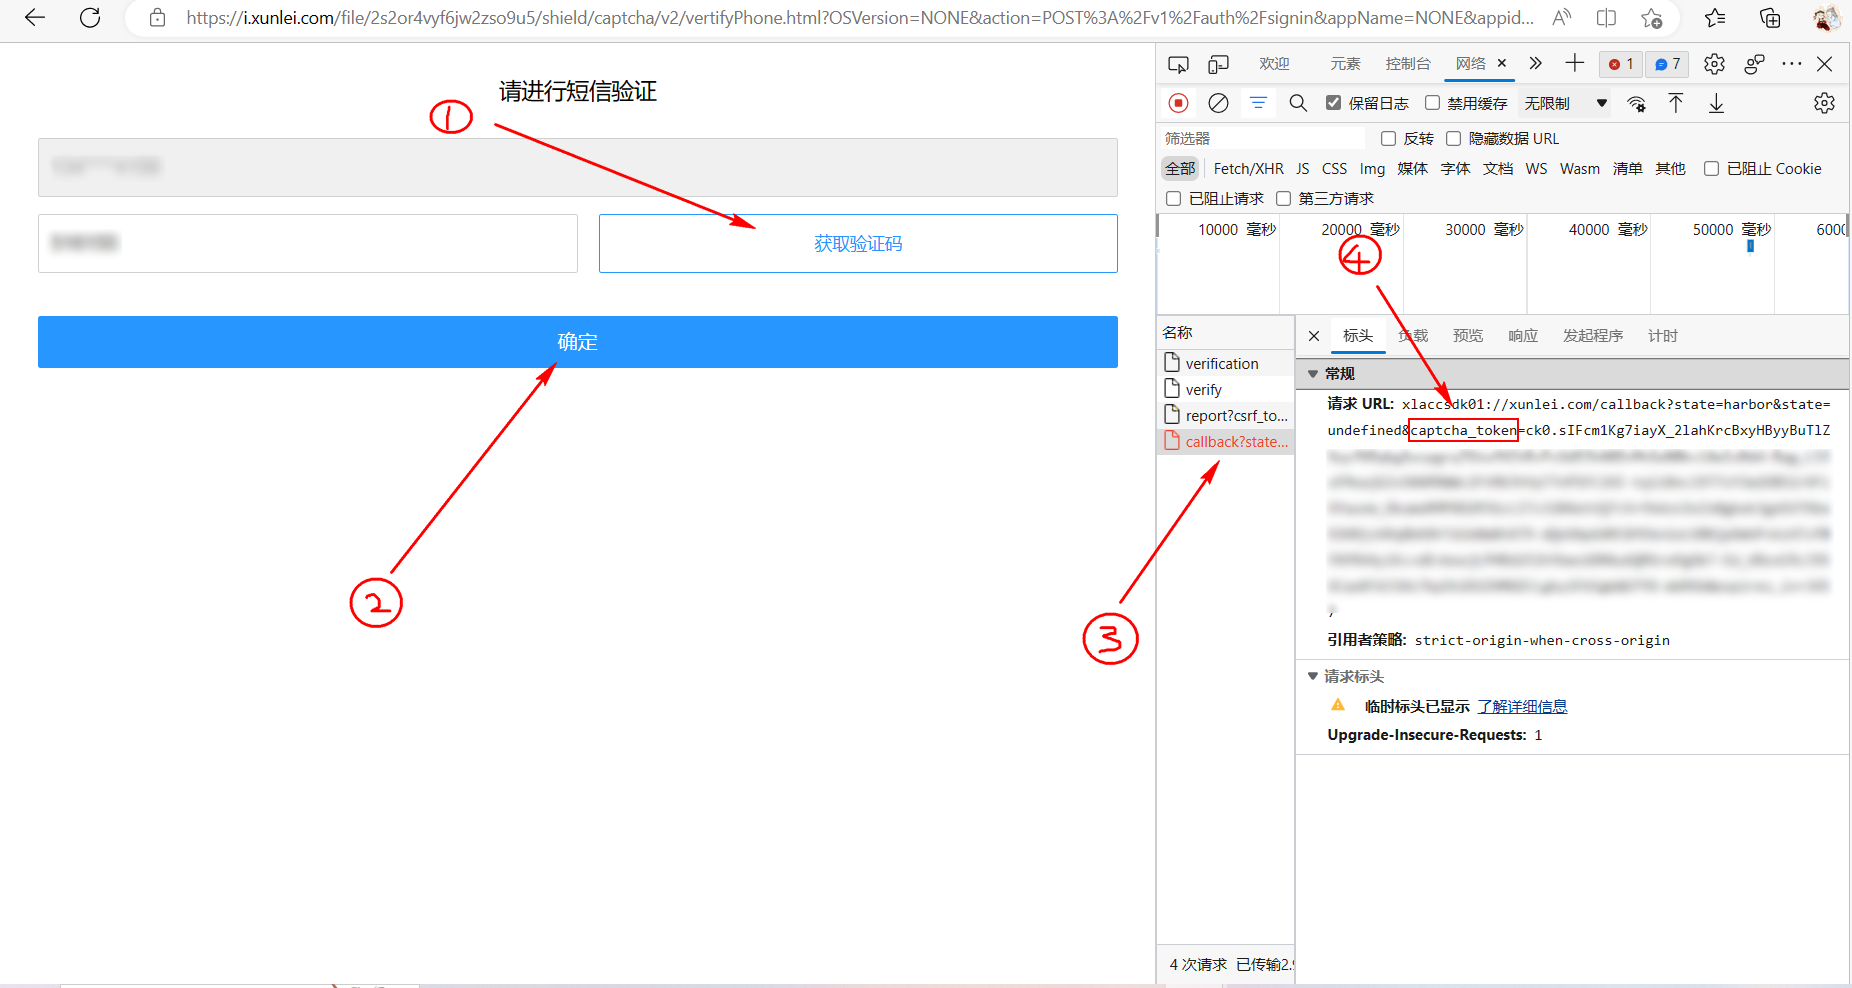 https://i.xunlei.com/file/2s2or4vyf6jw2zso9u5/shield/captcha/v2/vertifyPhone.html?OSVersion=NONE&action=POST%3A%2Fv1%2Fauth%2Fsignin&appName=NONE&appid...
欢迎 元素 控制台 网络 1 7
请进行短信验证
保留日志 禁用缓存 无限制
筛选器 反转 隐藏数据 URL
全部 Fetch/XHR JS CSS Img 媒体 字体 文档 WS Wasm 清单 其他 已阻止 Cookie
已阻止请求 第三方请求
10000 毫秒 20000 毫秒 30000 毫秒 40000 毫秒 50000 毫秒
获取验证码
确定
1
2
3
4
名称
verification
verify
report?csrf_to...
callback?state...
标头 负载 预览 响应 发起程序 计时
常规
请求 URL: xlaccsdk01://xunlei.com/callback?state=harbor&state=
undefined&captcha_token=ck0.sIFcm1Kg7iayX_2lahKrcBxyHByyBuTlZ
引用者策略: strict-origin-when-cross-origin
请求标头
临时标头已显示 了解详细信息
Upgrade-Insecure-Requests: 1
4 次请求 已传输2.